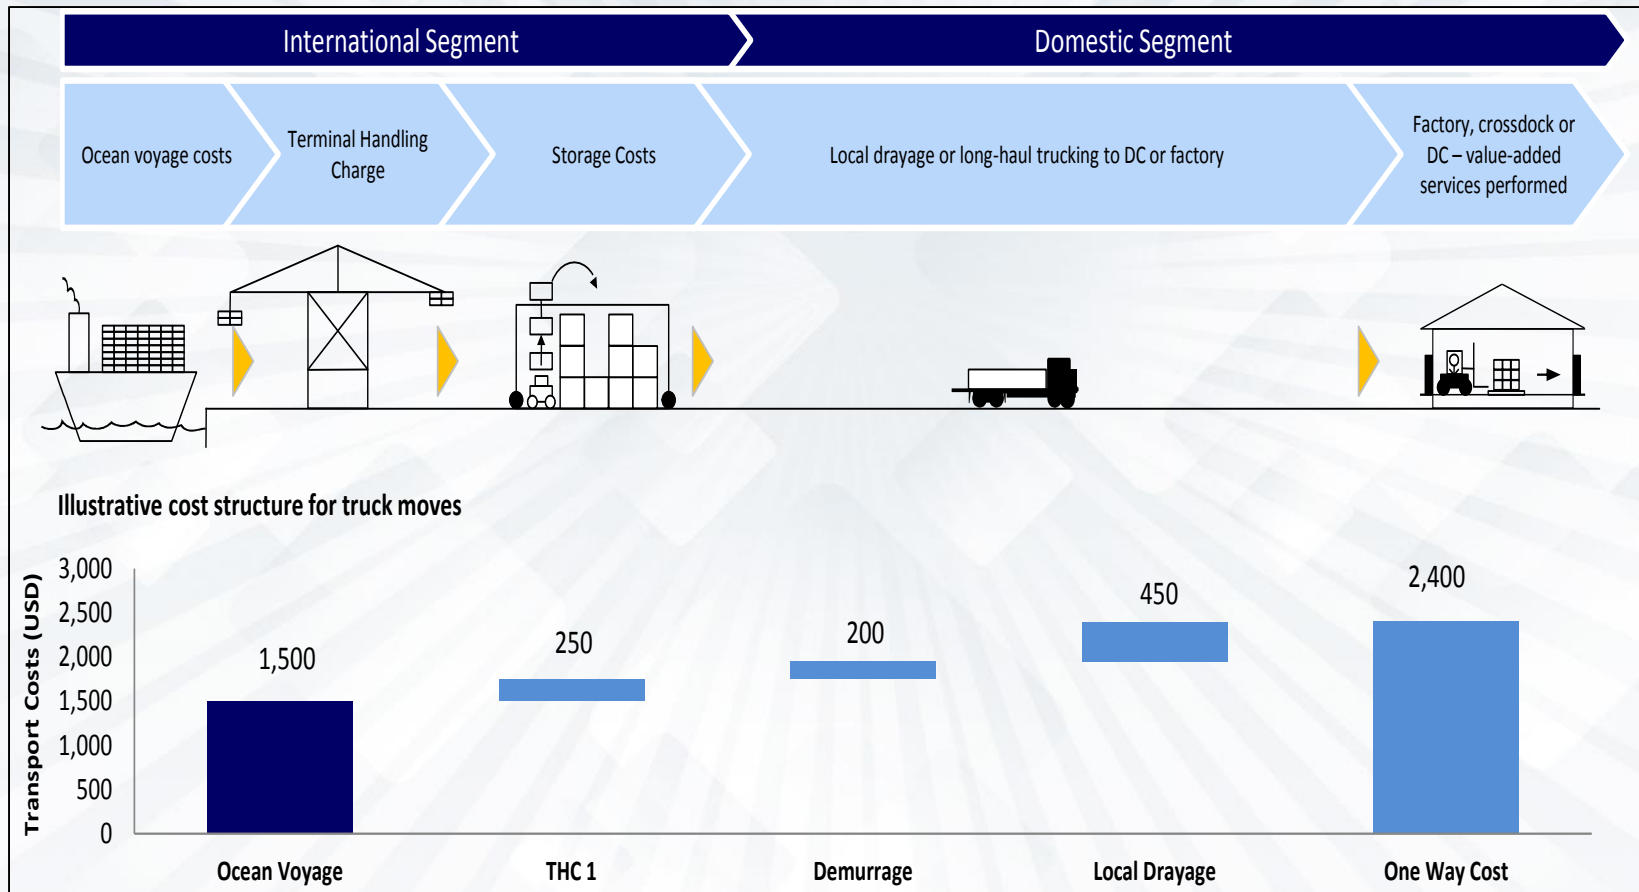 International Segment
Domestic Segment
Ocean voyage costs
Terminal Handling
Charge
Storage Costs
Local drayage or long-haul trucking to DC or factory
Factory, crossdock or
DC – value-added
services performed
Illustrative cost structure for truck moves
Transport Costs (USD)
3,000
2,500
2,000
1,500
1,000
500
0
1,500
250
200
450
2,400
Ocean Voyage
THC 1
Demurrage
Local Drayage
One Way Cost